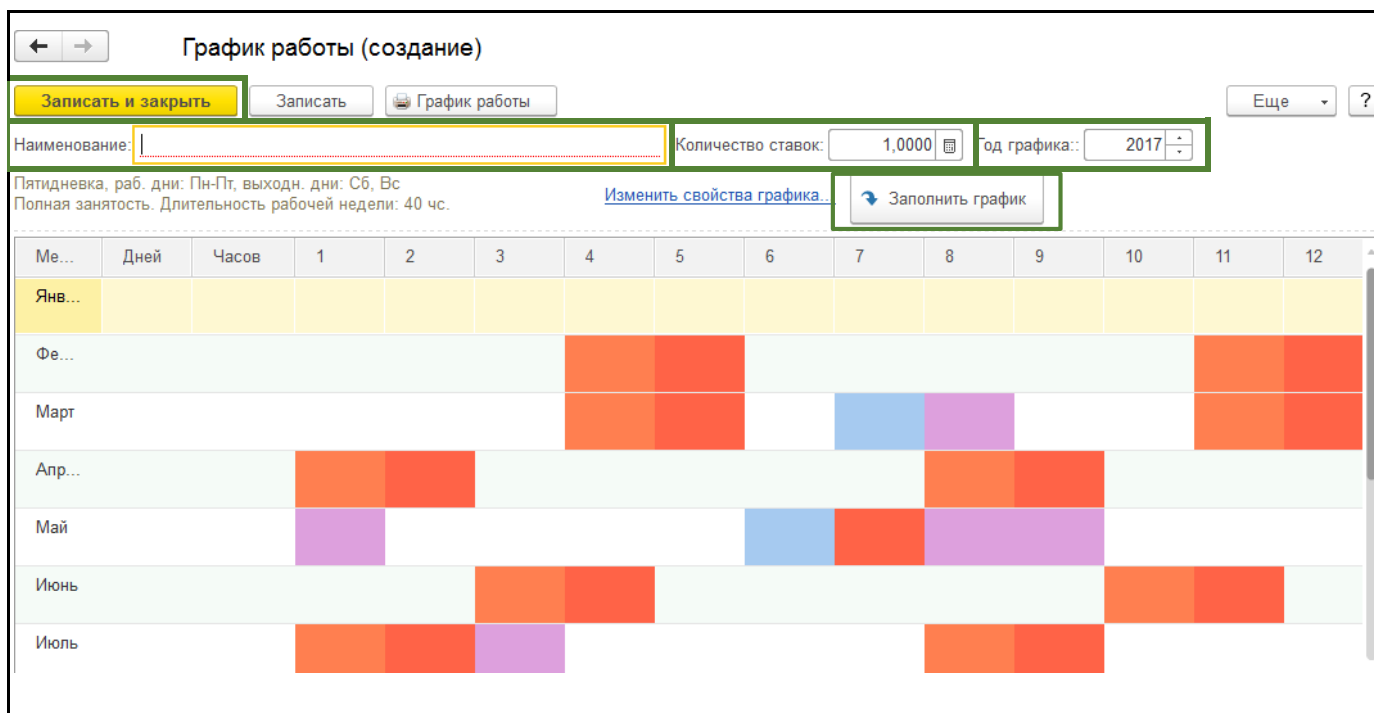 График работы (создание)
Записать и закрыть Записать График работы Еще ?
Наименование: Количество ставок: 1,0000 Год графика:: 2017
Пятидневка, раб. дни: Пн-Пт, выходн. дни: Сб, Вс
Полная занятость. Длительность рабочей недели: 40 чс.
Изменить свойства графика... Заполнить график
Ме... Дней Часов 1 2 3 4 5 6 7 8 9 10 11 12
Янв...
Фе...
Март
Апр...
Май
Июнь
Июль